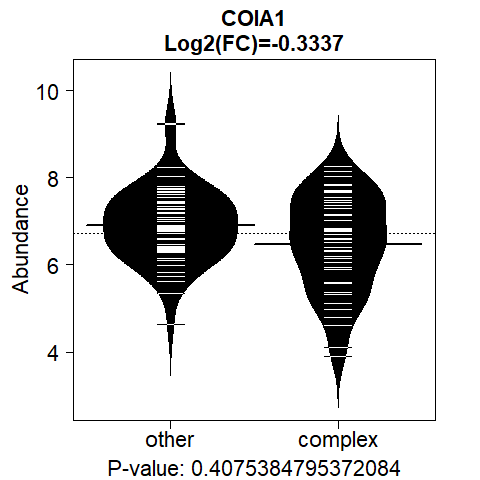 COIA1
Log2(FC)=-0.3337
Abundance
10
8
6
4
other
complex
P-value: 0.4075384795372084